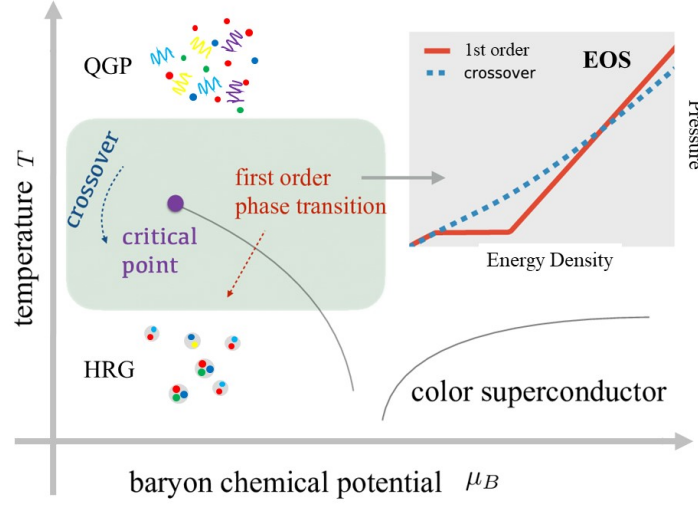 QGP
1st order
crossover
EOS
Pressure
Energy Density
temperature T
crossover
critical
point
first order
phase transition
HRG
color superconductor
baryon chemical potential μ_B